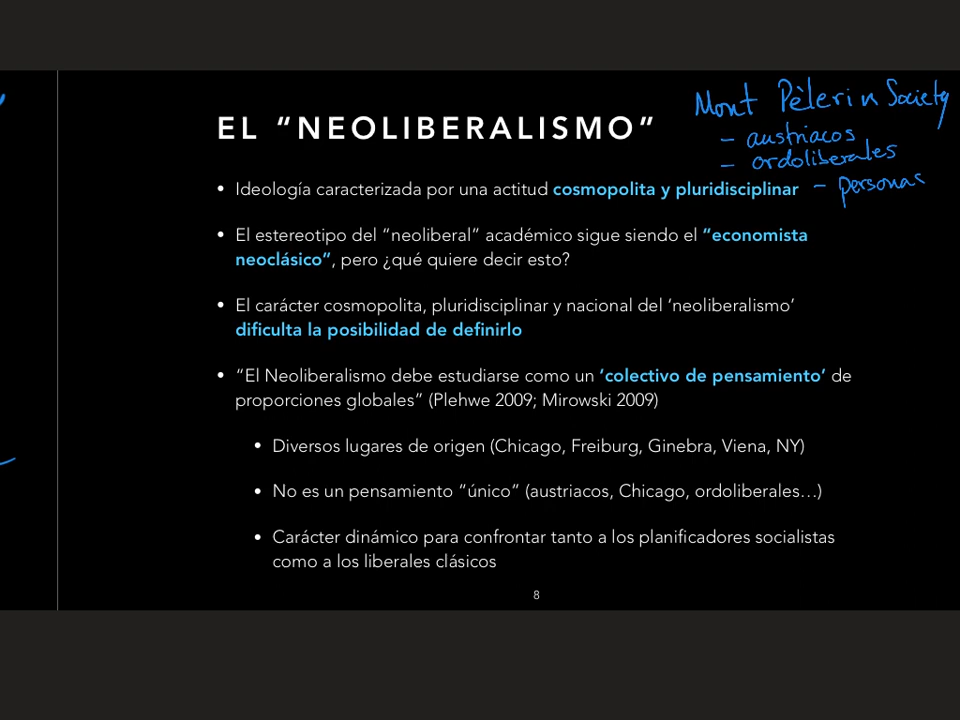 Mont Pèlerin Society
- austriacos
- ordoliberales
- personas
EL “NEOLIBERALISMO”
• Ideología caracterizada por una actitud cosmopolita y pluridisciplinar
• El estereotipo del “neoliberal” académico sigue siendo el “economista
neoclásico“, pero ¿qué quiere decir esto?
• El carácter cosmopolita, pluridisciplinar y nacional del ‘neoliberalismo’
dificulta la posibilidad de definirlo
• “El Neoliberalismo debe estudiarse como un ‘colectivo de pensamiento’ de
proporciones globales” (Plehwe 2009; Mirowski 2009)
• Diversos lugares de origen (Chicago, Freiburg, Ginebra, Viena, NY)
• No es un pensamiento “único” (austriacos, Chicago, ordoliberales…)
• Carácter dinámico para confrontar tanto a los planificadores socialistas
como a los liberales clásicos
8